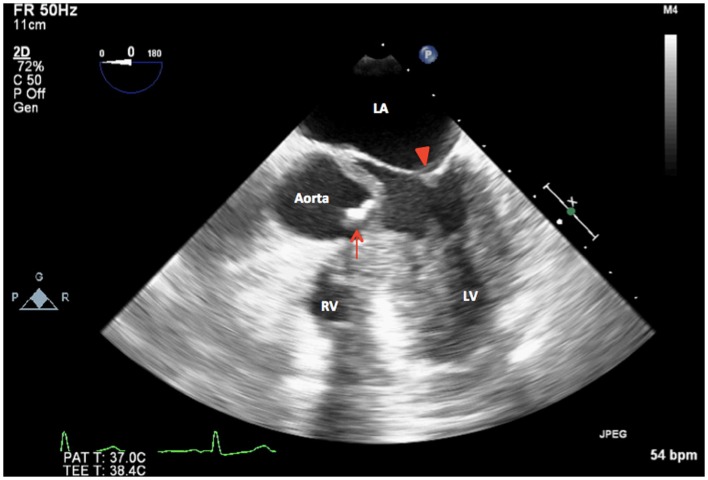 FR 50Hz
11cm
M4
2D
72%
C 50
P Off
Gen
0 0 180
P
LA
Aorta
x
G
P R
RV
LV
JPEG
PAT T: 37.0C
TEE T: 38.4C
54 bpm